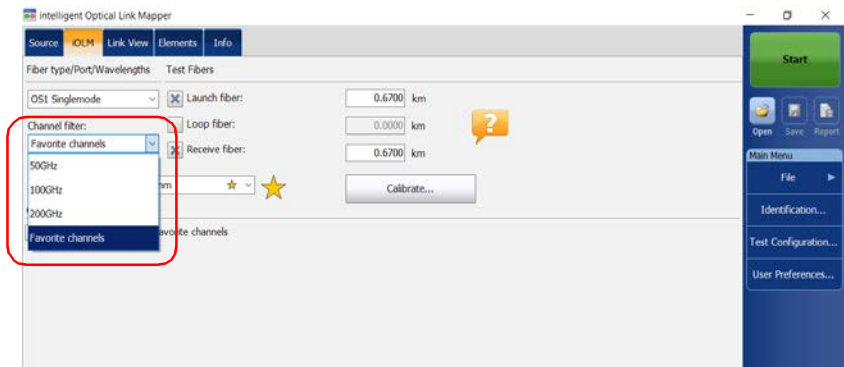 intelligent Optical Link Mapper
Source iOLM Link View Elements Info
Fiber type/Port/Wavelengths Test Fibers
OS1 Singlemode
Launch fiber: 0.6700 km
Channel filter:
Loop fiber: 0.0000 km
Favorite channels
Receive fiber: 0.6700 km
50GHz
100GHz
nm
Calibrate...
200GHz
Favorite channels
avorite channels
Start
Open Save Report
Main Menu
File
Identification...
Test Configuration...
User Preferences...
?